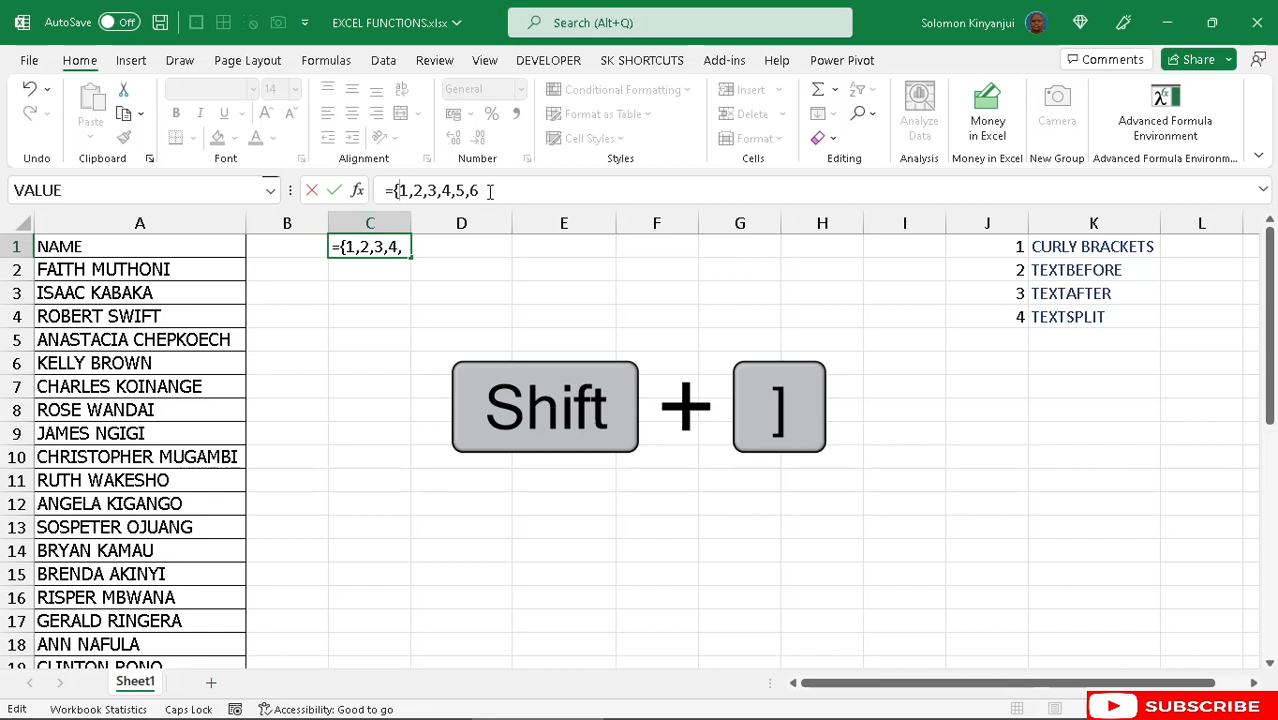 AutoSave Off EXCEL FUNCTIONS.xlsx Search (Alt+Q) Solomon Kinyanjui
File Home Insert Draw Page Layout Formulas Data Review View DEVELOPER SK SHORTCUTS Add-ins Help Power Pivot Comments Share
14 General Conditional Formatting Insert
Paste B I U Format as Table Delete Analyze Data Money in Excel Camera Advanced Formula Environment
Cell Styles Format
Undo Clipboard Font Alignment Number Styles Cells Editing Analysis Money in Excel Camera Advanced Formula Environm...
VALUE fx ={1,2,3,4,5,6
A B C D E F G H I J K L
1 NAME ={1,2,3,4, 1 CURLY BRACKETS
2 FAITH MUTHONI 2 TEXTBEFORE
3 ISAAC KABAKA 3 TEXTAFTER
4 ROBERT SWIFT 4 TEXTSPLIT
5 ANASTACIA CHEPKOECH
6 KELLY BROWN
7 CHARLES KOINANGE
8 ROSE WANDAI
Shift + ]
9 JAMES NGIGI
10 CHRISTOPHER MUGAMBI
11 RUTH WAKESHO
12 ANGELA KIGANGO
13 SOSPETER OJUANG
14 BRYAN KAMAU
15 BRENDA AKINYI
16 RISPER MBWANA
17 GERALD RINGERA
18 ANN NAFULA
19 CLINTON RONO
Sheet1
Edit Workbook Statistics Caps Lock Accessibility: Good to go
SUBSCRIBE